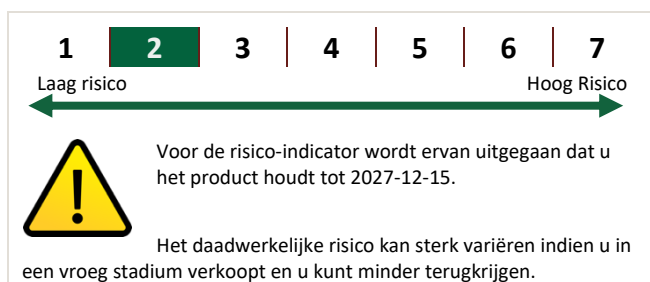 1 2 3 4 5 6 7
Laag risico Hoog Risico
Voor de risico-indicator wordt ervan uitgegaan dat u
het product houdt tot 2027-12-15.
Het daadwerkelijke risico kan sterk variëren indien u in
een vroeg stadium verkoopt en u kunt minder terugkrijgen.